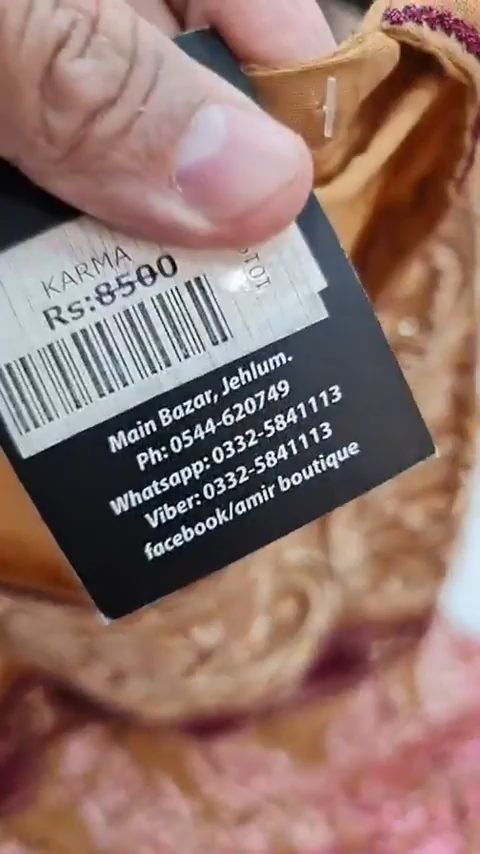 KARMA
Rs:8500
Main Bazar, Jehlum.
Ph: 0544-620749
Whatsapp: 0332-5841113
Viber: 0332-5841113
facebook/amir boutique